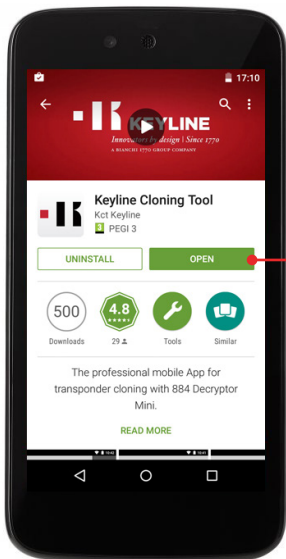 17:10
KEYLINE
Innovators by design | Since 1770
A BIANCHI 1770 GROUP COMPANY
Keyline Cloning Tool
Kct Keyline
3 PEGI 3
UNINSTALL
OPEN
500
4.8
Downloads
29
Tools
Similar
The professional mobile App for
transponder cloning with 884 Decryptor
Mini.
READ MORE